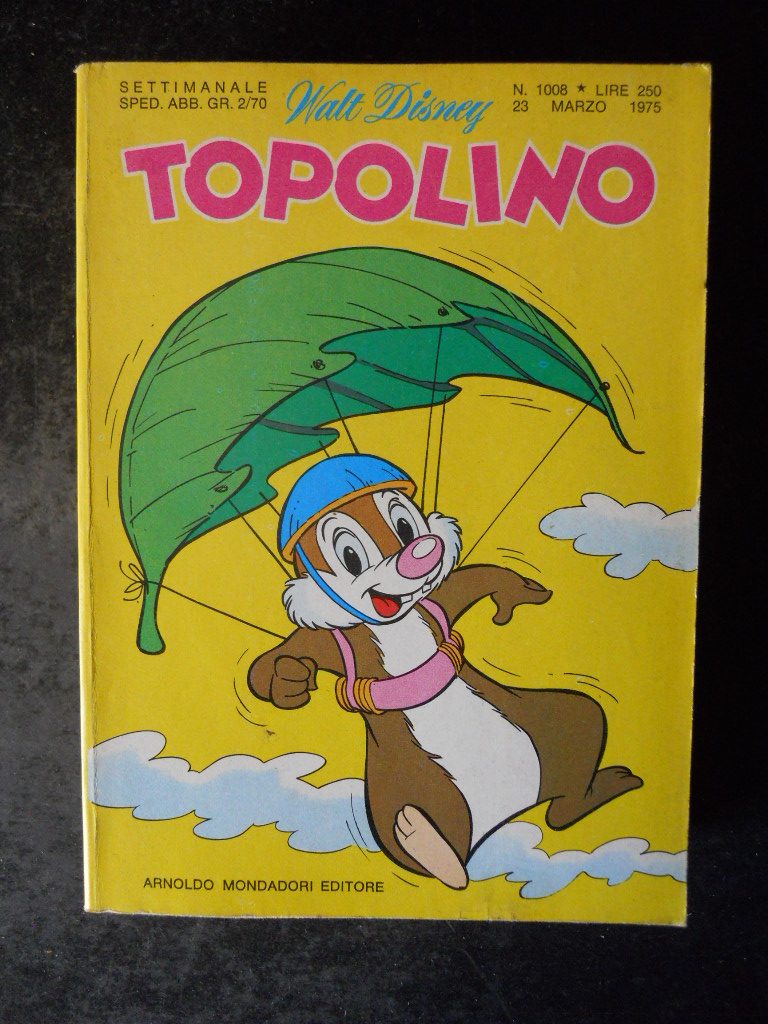 SETTIMANALE
SPED. ABB. GR. 2/70
Walt Disney
N. 1008 ★ LIRE 250
23 MARZO 1975
TOPOLINO
ARNOLDO MONDADORI EDITORE